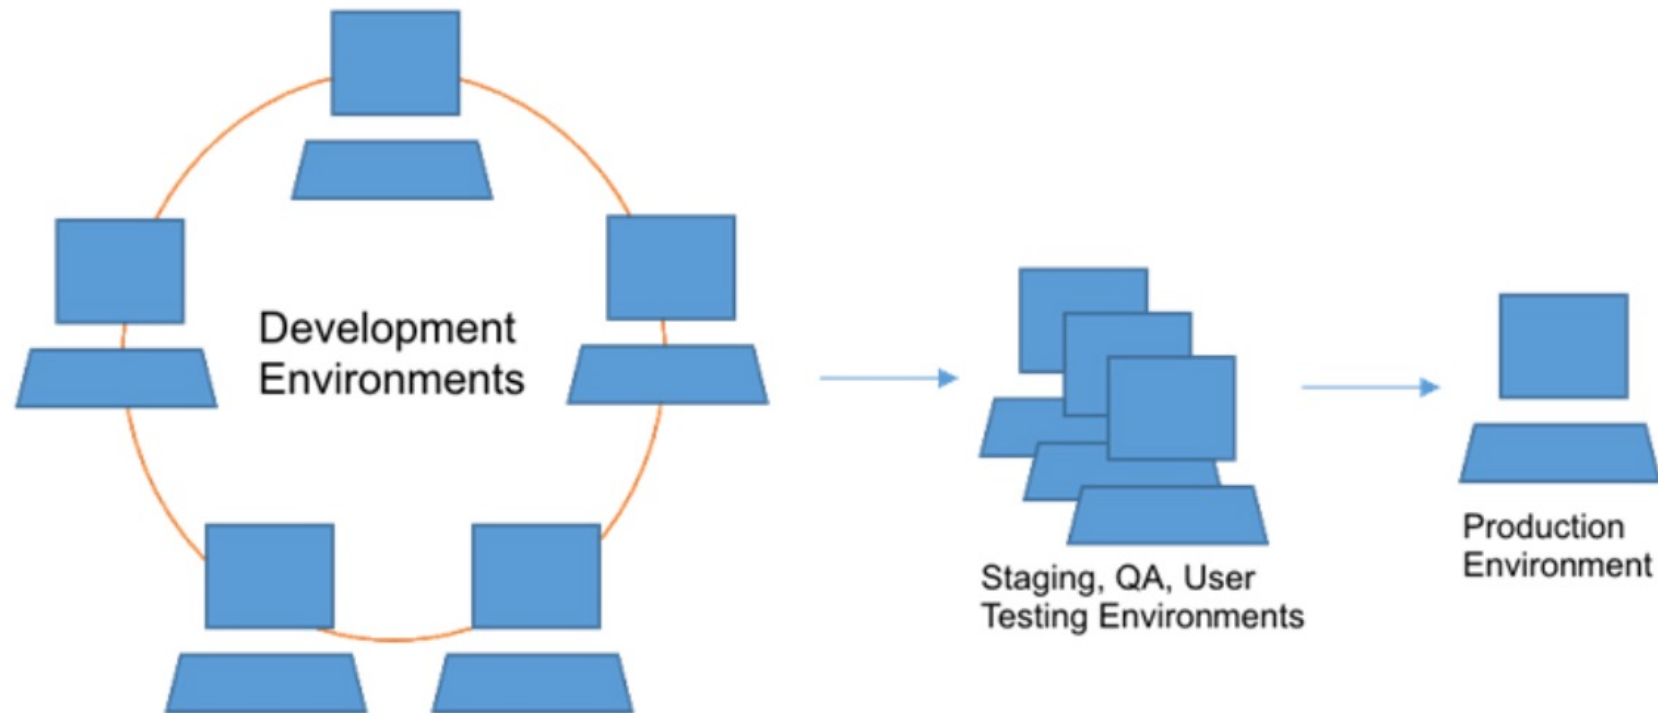 Development
Environments
Staging, QA, User
Testing Environments
Production
Environment